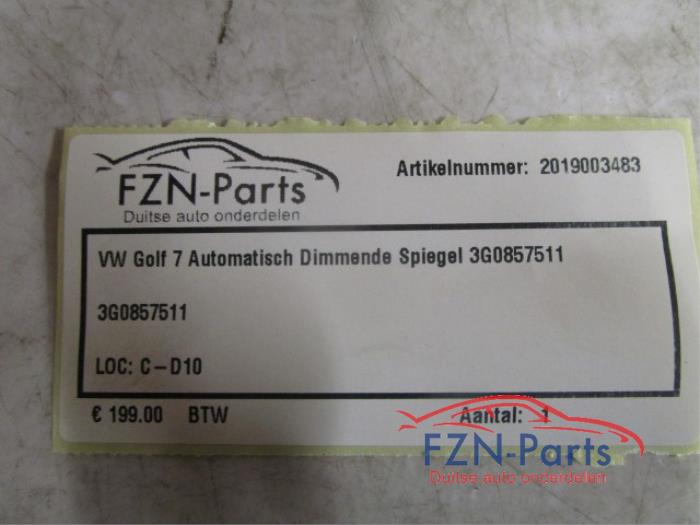 FZN-Parts
Duitse auto onderdelen
Artikelnummer: 2019003483
VW Golf 7 Automatisch Dimmende Spiegel 3G0857511
3G0857511
LOC: C-D10
€ 199.00 BTW
Aantal: 1
FZN-Parts
Duitse auto onderdelen